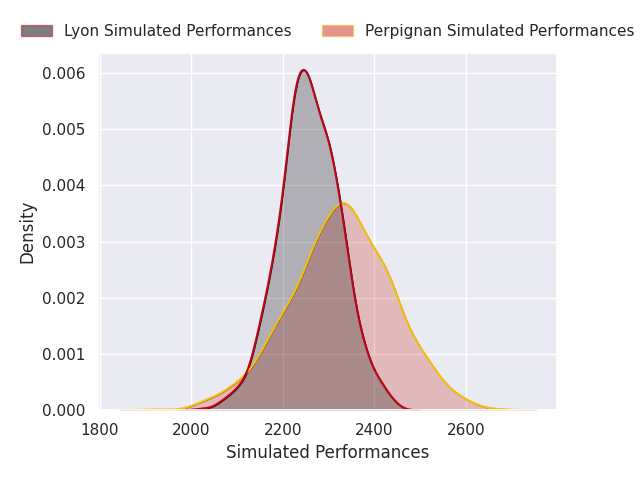 Lyon Simulated Performances
Perpignan Simulated Performances
Density
0.006
0.005
0.004
0.003
0.002
0.001
0.000
1800 2000 2200 2400 2600
Simulated Performances